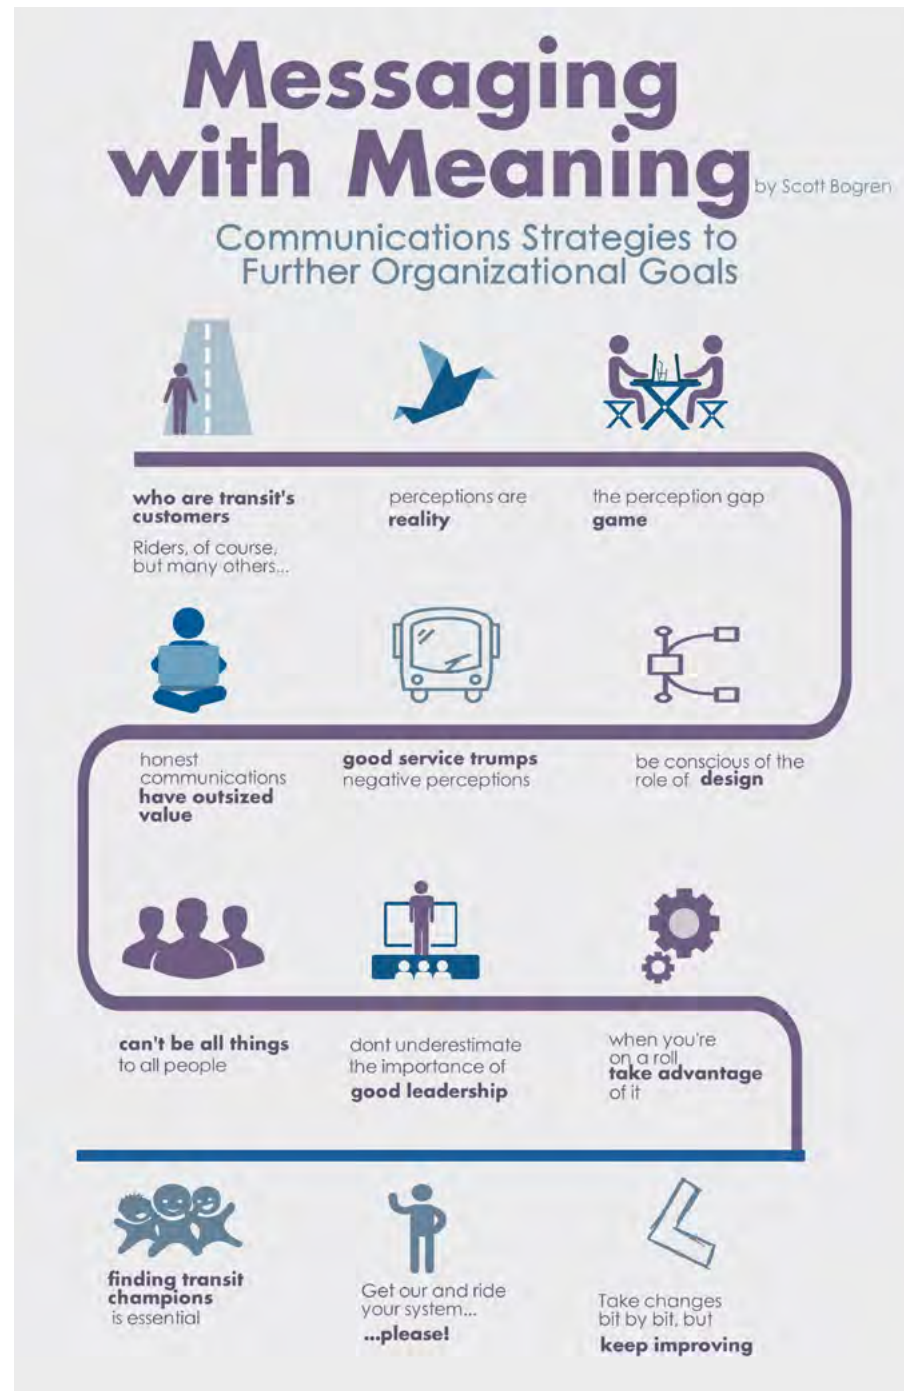 Messaging
with Meaning
by Scott Bogren
Communications Strategies to
Further Organizational Goals
who are transit's
customers
Riders, of course,
but many others...
perceptions are
reality
the perception gap
game
honest
communications
have outsized
value
good service trumps
negative perceptions
be conscious of the
role of design
can't be all things
to all people
dont underestimate
the importance of
good leadership
when you're
on a roll
take advantage
of it
finding transit
champions
is essential
Get our and ride
your system...
...please!
Take changes
bit by bit, but
keep improving